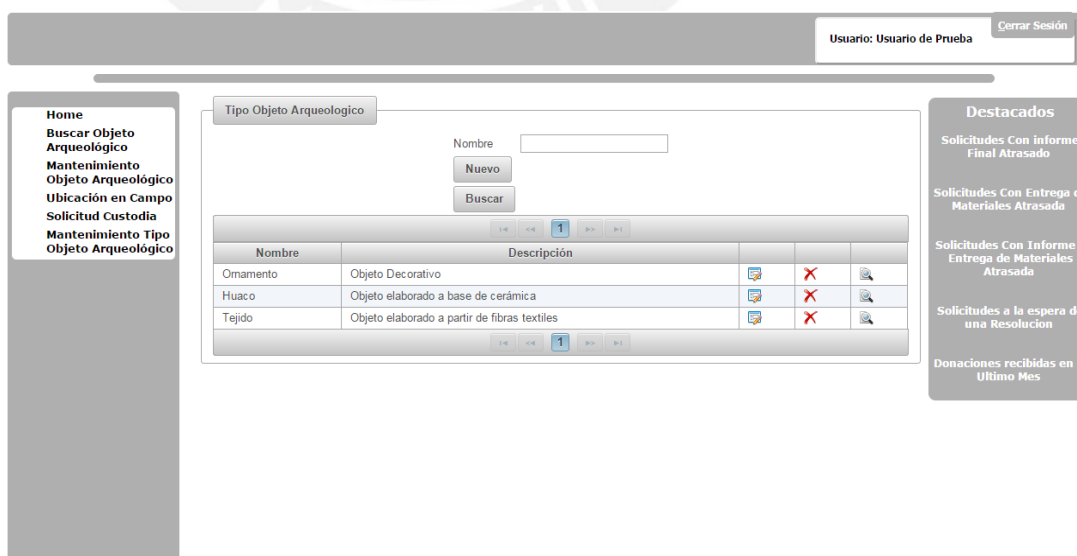 Usuario: Usuario de Prueba
Cerrar Sesión
Home
Buscar Objeto
Arqueológico
Mantenimiento
Objeto Arqueológico
Ubicación en Campo
Solicitud Custodia
Mantenimiento Tipo
Objeto Arqueológico
Tipo Objeto Arqueologico
Nombre
Nuevo
Buscar
1
Nombre Descripción
Ornamento Objeto Decorativo
Huaco Objeto elaborado a base de cerámica
Tejido Objeto elaborado a partir de fibras textiles
1
Destacados
Solicitudes Con informe
Final Atrasado
Solicitudes Con Entrega
Materiales Atrasada
Solicitudes Con Informe
Entrega de Materiales
Atrasada
Solicitudes a la espera
una Resolucion
Donaciones recibidas en
Ultimo Mes